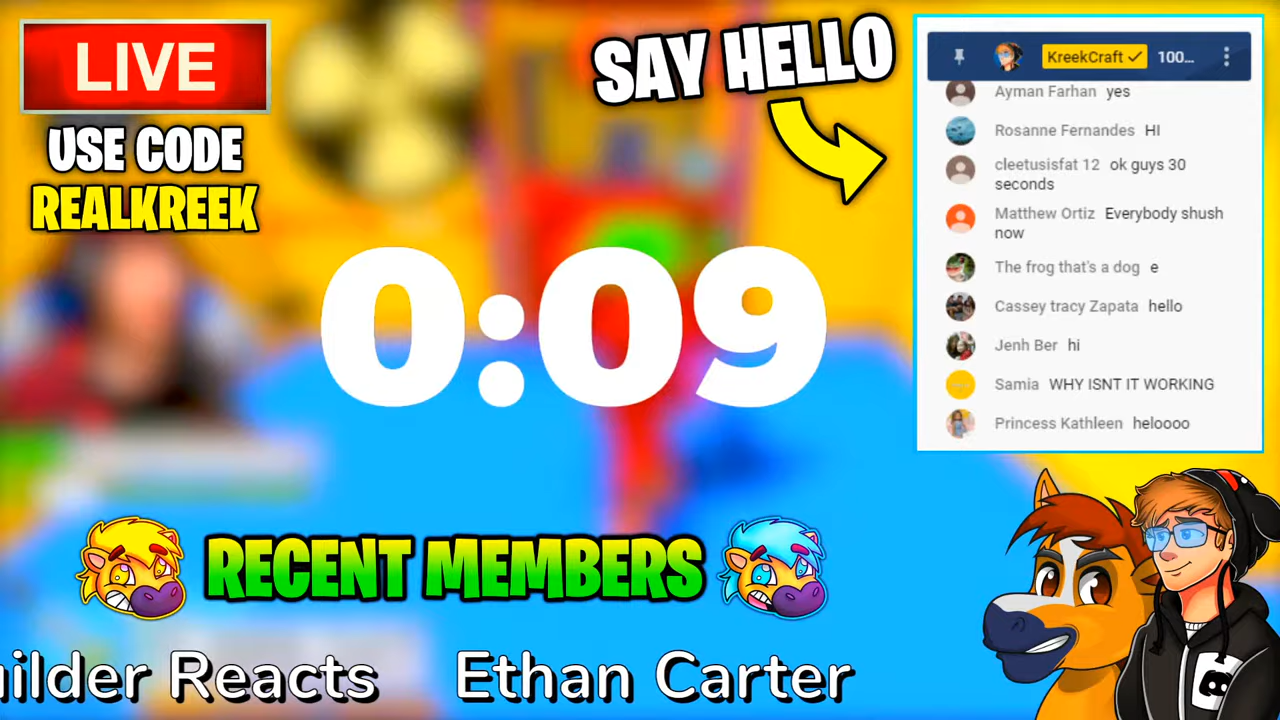 LIVE
USE CODE
REALKREEK
SAY HELLO
KreekCraft ✓ 100...
Ayman Farhan yes
Rosanne Fernandes HI
cleetusisfat 12 ok guys 30
seconds
Matthew Ortiz Everybody shush
now
The frog that's a dog e
Cassey tracy Zapata hello
Jenh Ber hi
Samia WHY ISNT IT WORKING
Princess Kathleen heloooo
0:09
RECENT MEMBERS
uilder Reacts Ethan Carter